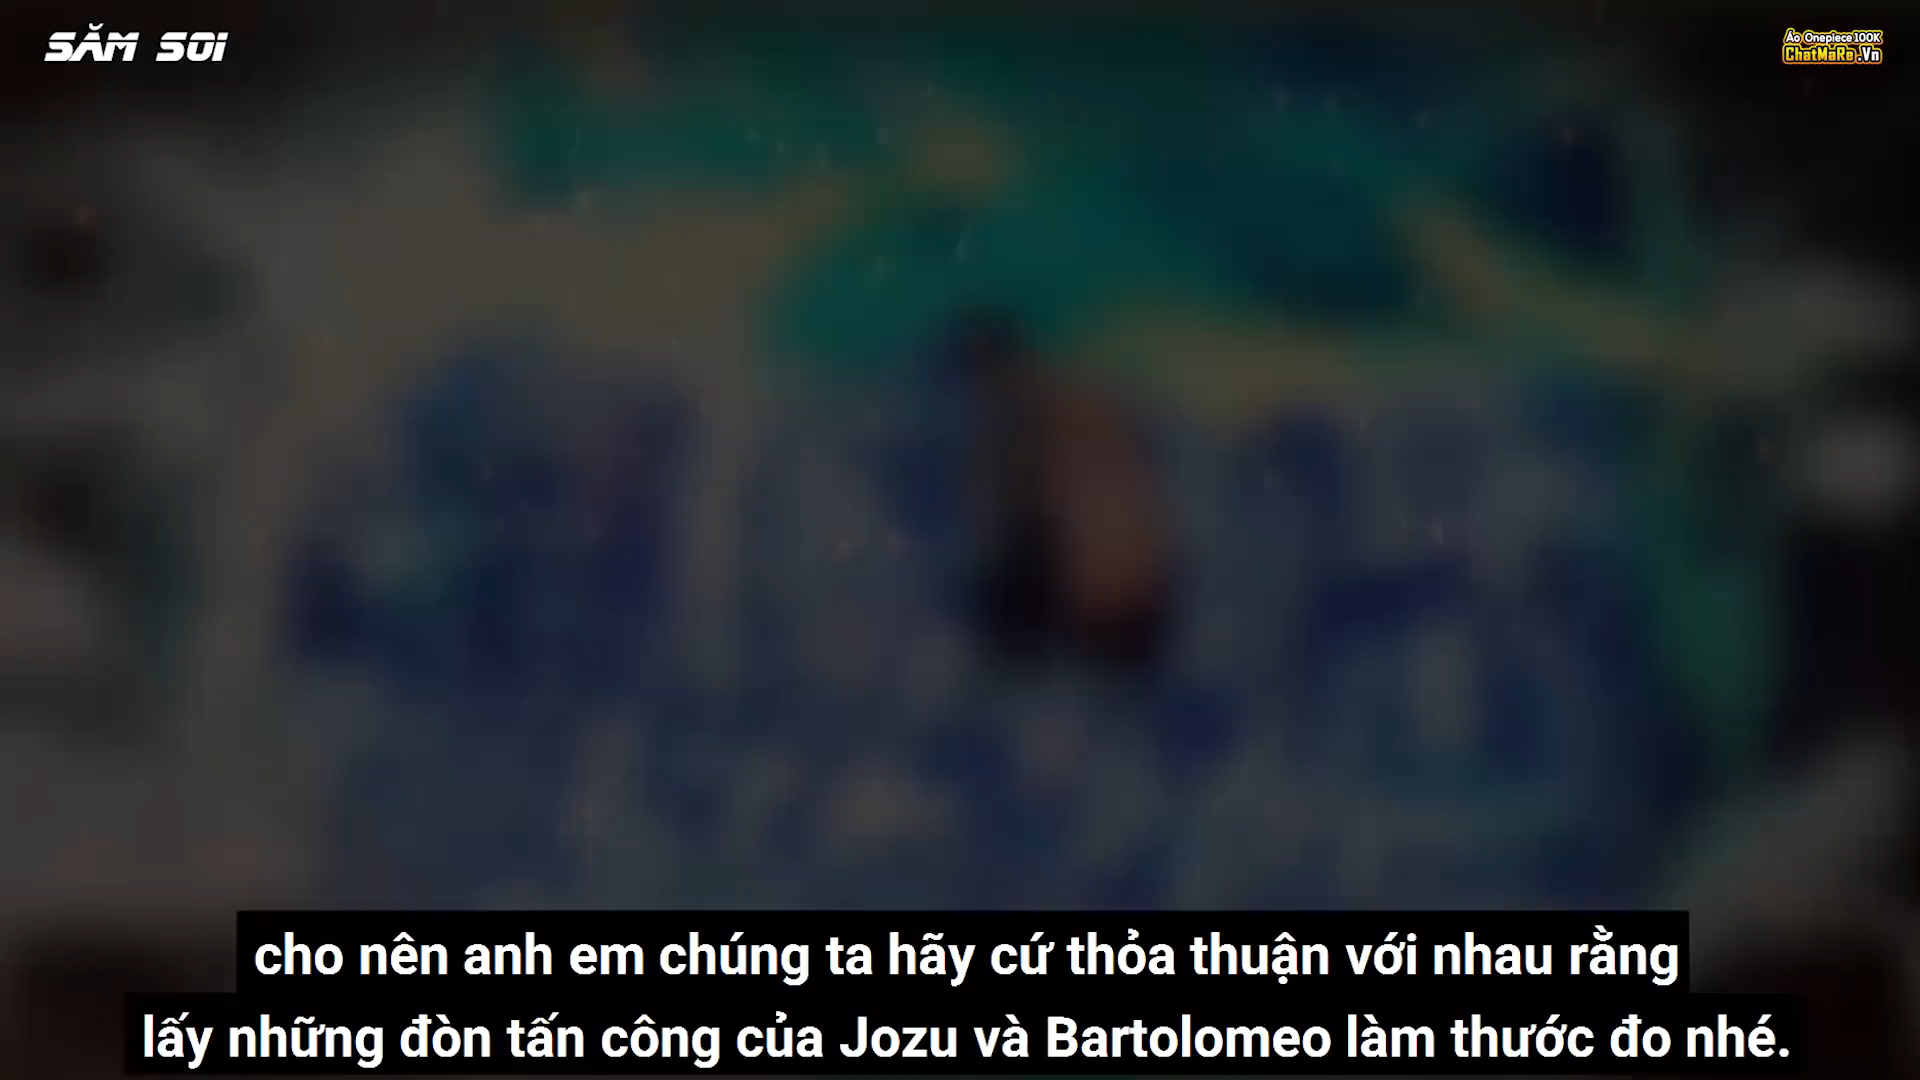 SĂM SOI
Áo Onepiece 100K
ChatMaRa.Vn
cho nên anh em chúng ta hãy cứ thỏa thuận với nhau rằng
lấy những đòn tấn công của Jozu và Bartolomeo làm thước đo nhé.